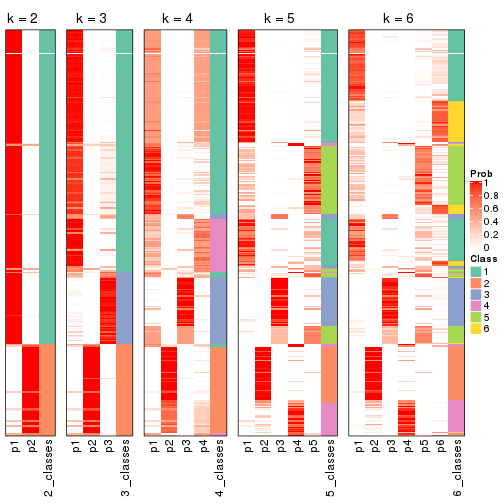 k = 2
k = 3
k = 4
k = 5
k = 6
p1
p2
2_classes
p1
p2
p3
3_classes
p1
p2
p3
p4
4_classes
p1
p2
p3
p4
p5
5_classes
p1
p2
p3
p4
p5
p6
6_classes
Prob
1
0.8
0.6
0.4
0.2
0
Class
1
2
3
4
5
6